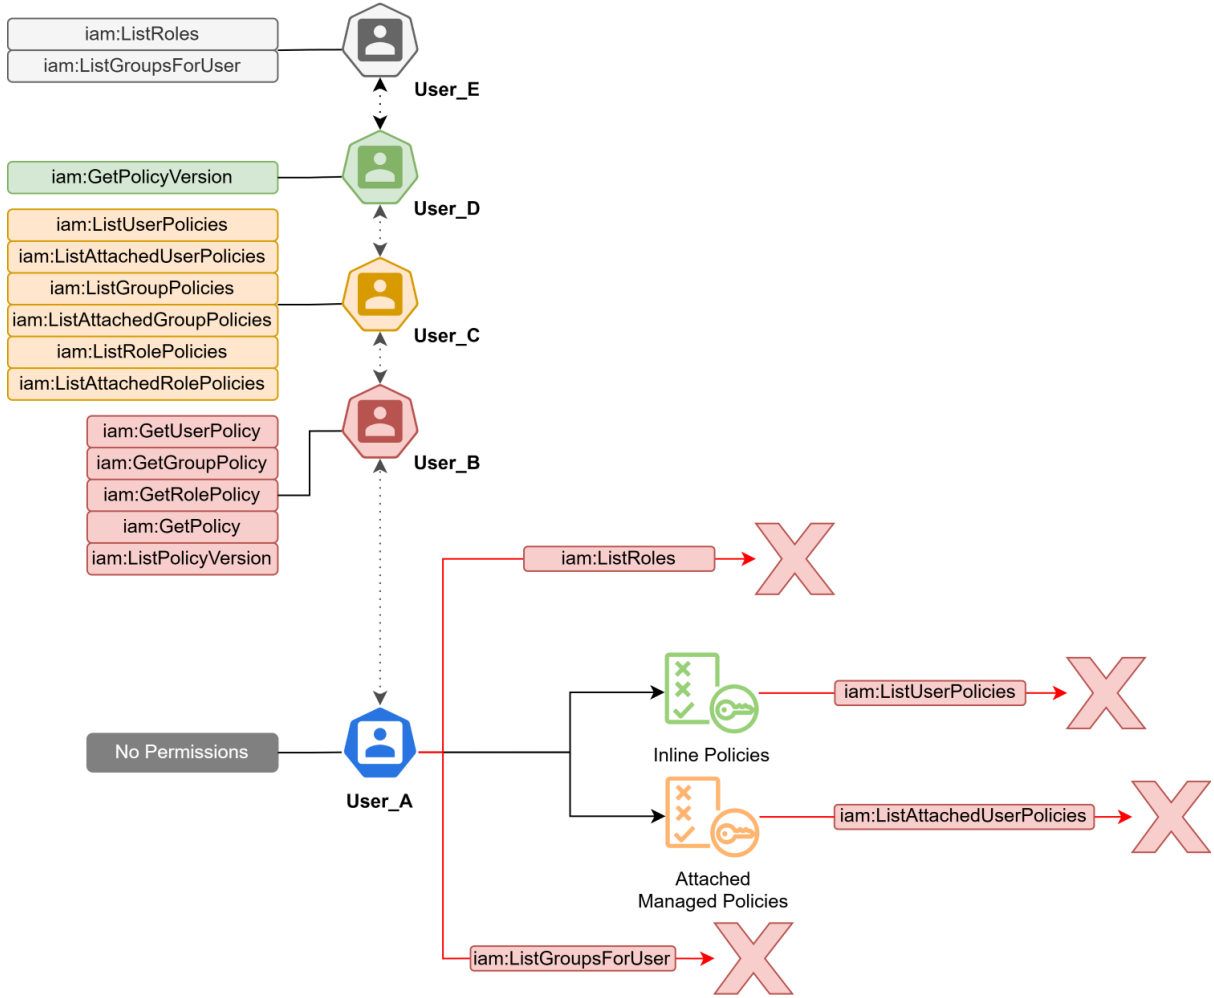 iam:ListRoles
iam:ListGroupsForUser
User_E
iam:GetPolicyVersion
User_D
iam:ListUserPolicies
iam:ListAttachedUserPolicies
iam:ListGroupPolicies
iam:ListAttachedGroupPolicies
iam:ListRolePolicies
iam:ListAttachedRolePolicies
User_C
iam:GetUserPolicy
iam:GetGroupPolicy
iam:GetRolePolicy
iam:GetPolicy
iam:ListPolicyVersion
User_B
iam:ListRoles
iam:ListUserPolicies
Inline Policies
No Permissions
User_A
iam:ListAttachedUserPolicies
Attached
Managed Policies
iam:ListGroupsForUser